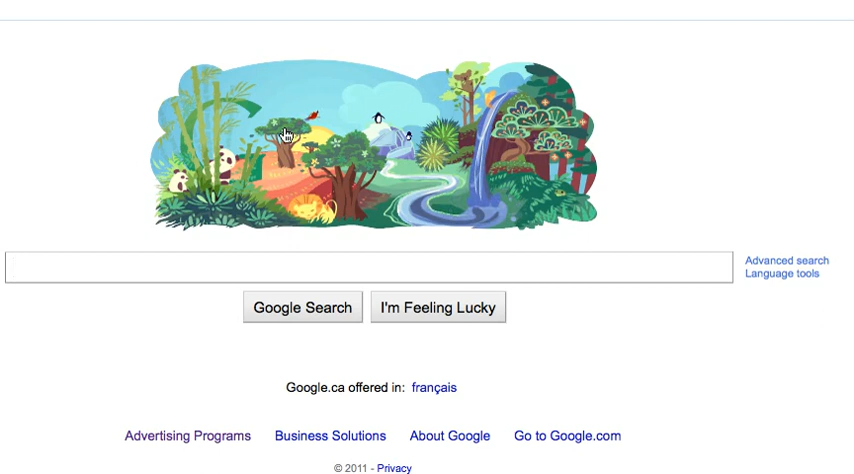 Advanced search
Language tools
Google Search I'm Feeling Lucky
Google.ca offered in: français
Advertising Programs Business Solutions About Google Go to Google.com
© 2011 - Privacy